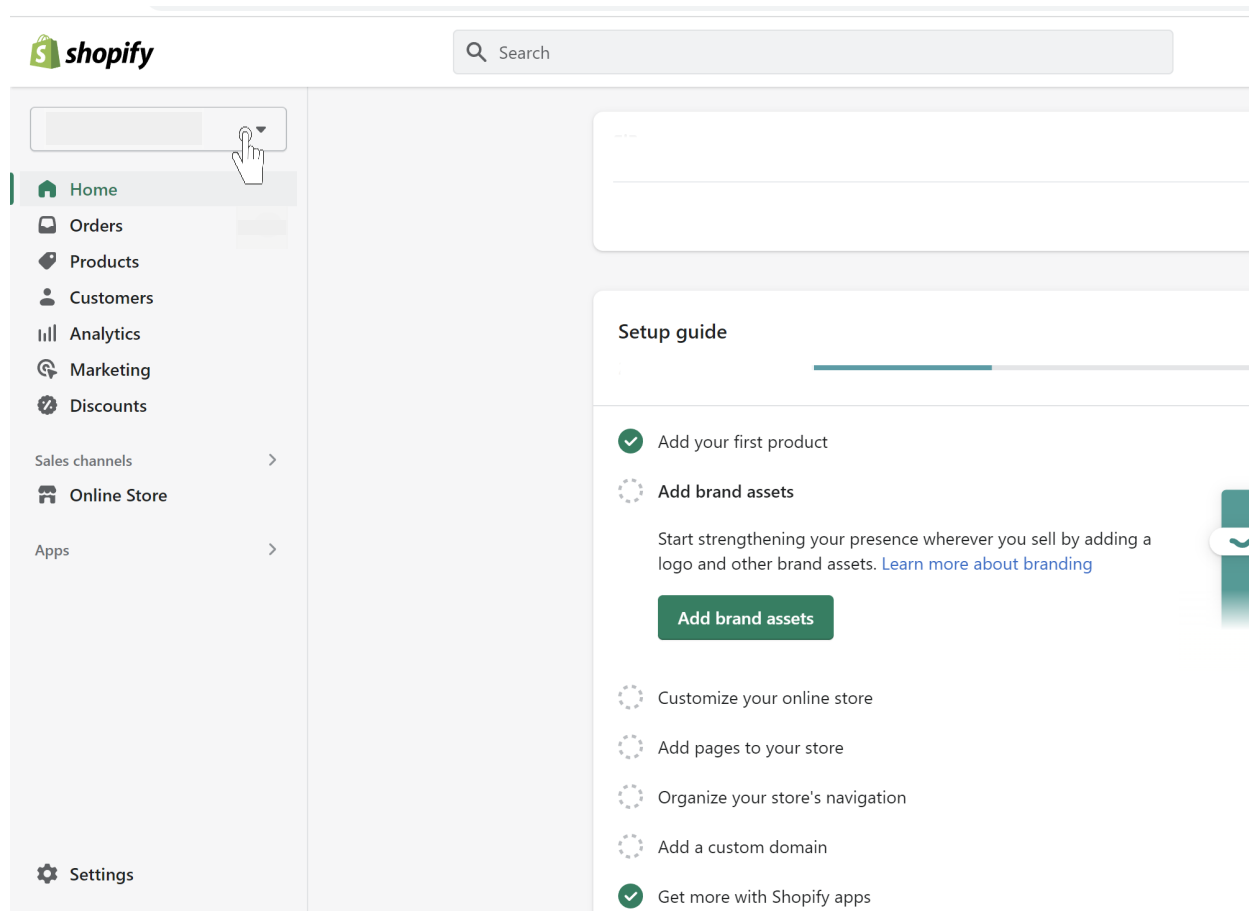 shopify
Search
Home
Orders
Products
Customers
Analytics
Marketing
Discounts
Sales channels
Online Store
Apps
Settings
Setup guide
Add your first product
Add brand assets
Start strengthening your presence wherever you sell by adding a
logo and other brand assets. Learn more about branding
Add brand assets
Customize your online store
Add pages to your store
Organize your store's navigation
Add a custom domain
Get more with Shopify apps